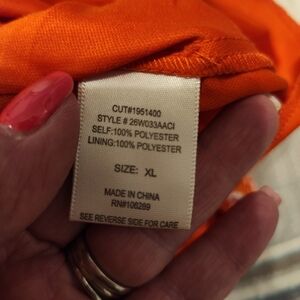 CUT#1951400
STYLE # 26W033AACI
SELF:100% POLYESTER
LINING:100% POLYESTER
SIZE: XL
MADE IN CHINA
RN#106289
SEE REVERSE SIDE FOR CARE